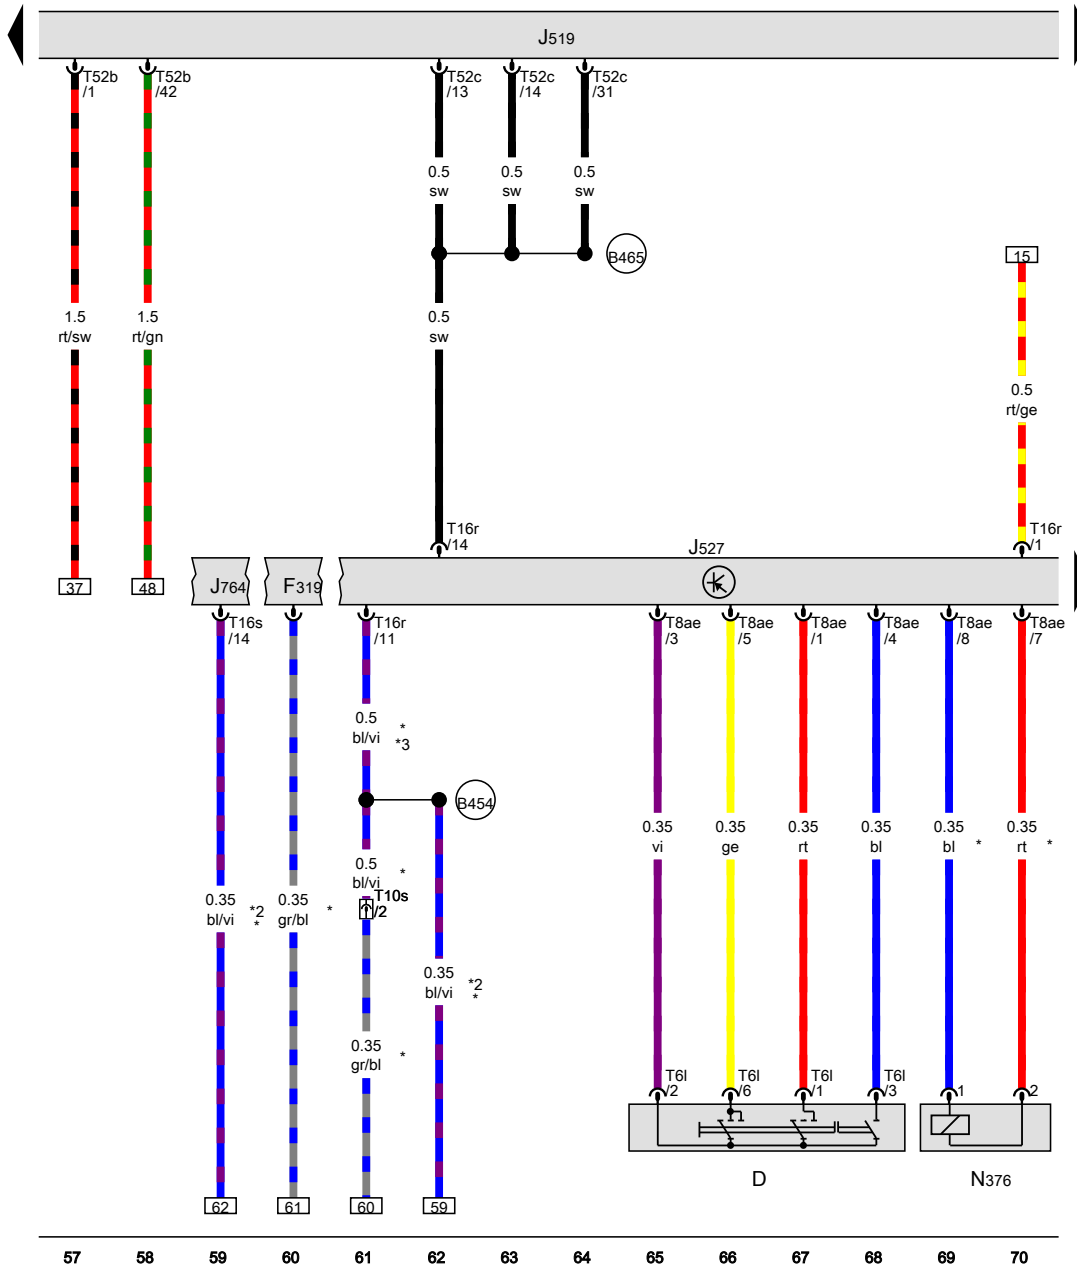 J519
T52b
/1
T52b
/42
T52c
/13
T52c
/14
T52c
/31
0.5
sw
0.5
sw
0.5
sw
B465
15
1.5
rt/sw
1.5
rt/gn
0.5
sw
0.5
rt/ge
T16r
/14
T16r
/1
J527
37
48
J764
F319
T16s
/14
T16r
/11
T8ae
/3
T8ae
/5
T8ae
/1
T8ae
/4
T8ae
/8
T8ae
/7
0.5
bl/vi
*
*3
B454
0.35
vi
0.35
ge
0.35
rt
0.35
bl
0.35
bl *
0.35
rt *
0.5
bl/vi *
T10s
/2
0.35
bl/vi
*2
*
0.35
gr/bl *
0.35
bl/vi
*2
*
0.35
gr/bl *
T6l
/2
T6l
/6
T6l
/1
T6l
/3
1
2
D
N376
62
61
60
59
57 58 59 60 61 62 63 64 65 66 67 68 69 70